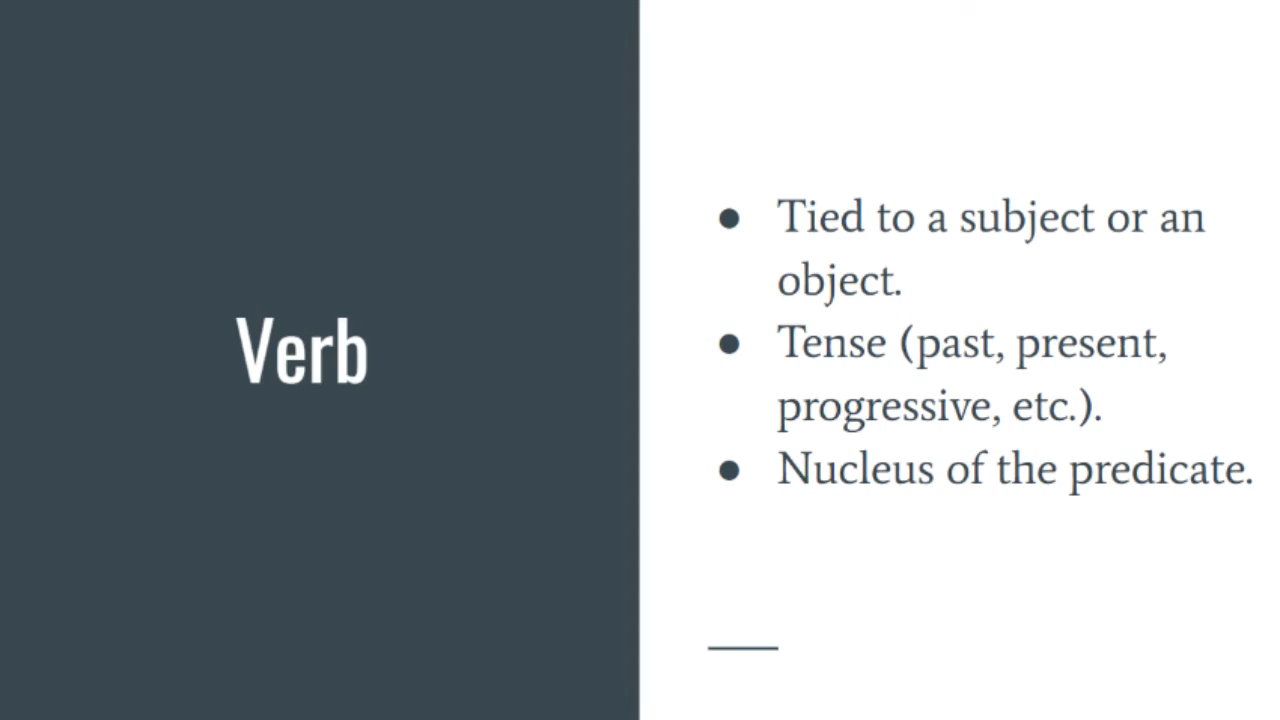 Verb
● Tied to a subject or an
object.
● Tense (past, present,
progressive, etc.).
● Nucleus of the predicate.